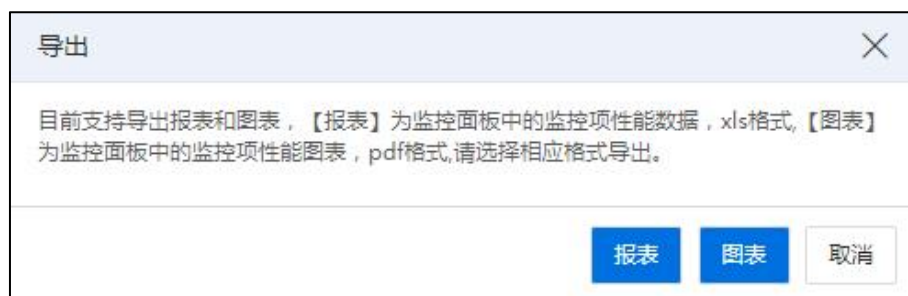 导出
目前支持导出报表和图表，【报表】为监控面板中的监控项性能数据，xls格式,【图表】
为监控面板中的监控项性能图表，pdf格式,请选择相应格式导出。
报表 图表 取消